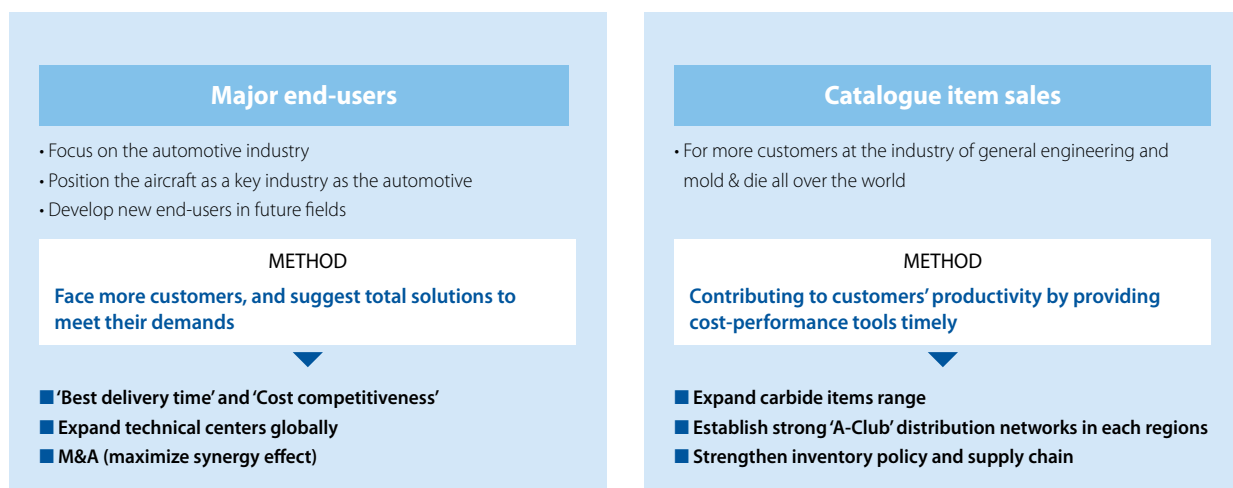 Major end-users
• Focus on the automotive industry
• Position the aircraft as a key industry as the automotive
• Develop new end-users in future fields
METHOD
Face more customers, and suggest total solutions to
meet their demands
■ ‘Best delivery time’ and ‘Cost competitiveness’
■ Expand technical centers globally
■ M&A (maximize synergy effect)
Catalogue item sales
• For more customers at the industry of general engineering and
mold & die all over the world
METHOD
Contributing to customers’ productivity by providing
cost-performance tools timely
■ Expand carbide items range
■ Establish strong ‘A-Club’ distribution networks in each regions
■ Strengthen inventory policy and supply chain